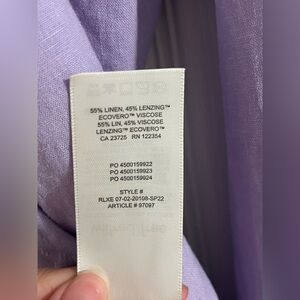 55% LINEN, 45% LENZING™
ECOVERO™ VISCOSE
55% LIN, 45% VISCOSE
LENZING™ ECOVERO™
CA 23725 RN 122354
PO 4500159922
PO 4500159923
PO 4500159924
STYLE #
RLXE 07-02-20108-SP22
ARTICLE # 97097